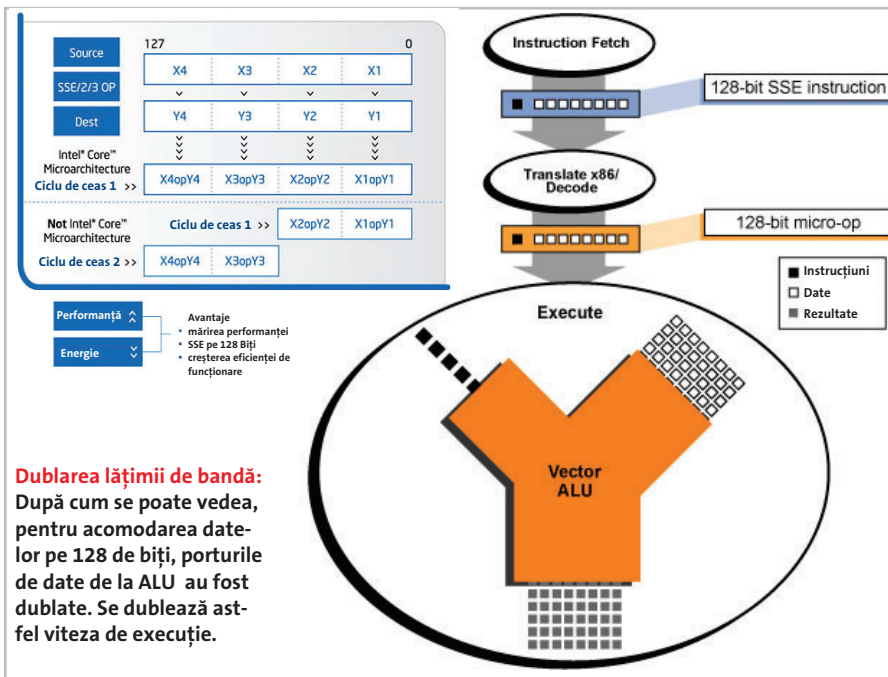 127 0
Source
X4 X3 X2 X1
SSE/2/3 OP
Dest
Y4 Y3 Y2 Y1
Intel® Core™
Microarchitecture
Ciclu de ceas 1 >>
X4opY4 X3opY3 X2opY2 X1opY1
Not Intel® Core™
Microarchitecture
Ciclu de ceas 1 >>
X2opY2 X1opY1
Ciclu de ceas 2 >>
X4opY4 X3opY3
Performanță
Energie
Avantaje
▪ mărirea performanței
▪ SSE pe 128 Biți
▪ creșterea eficienței de
funcționare
Dublarea lățimii de bandă:
După cum se poate vedea,
pentru acomodarea date-
lor pe 128 de biți, porturile
de date de la ALU au fost
dublate. Se dublează ast-
fel viteza de execuție.
Instruction Fetch
128-bit SSE instruction
Translate x86/
Decode
128-bit micro-op
Instrucțiuni
Date
Rezultate
Execute
Vector
ALU